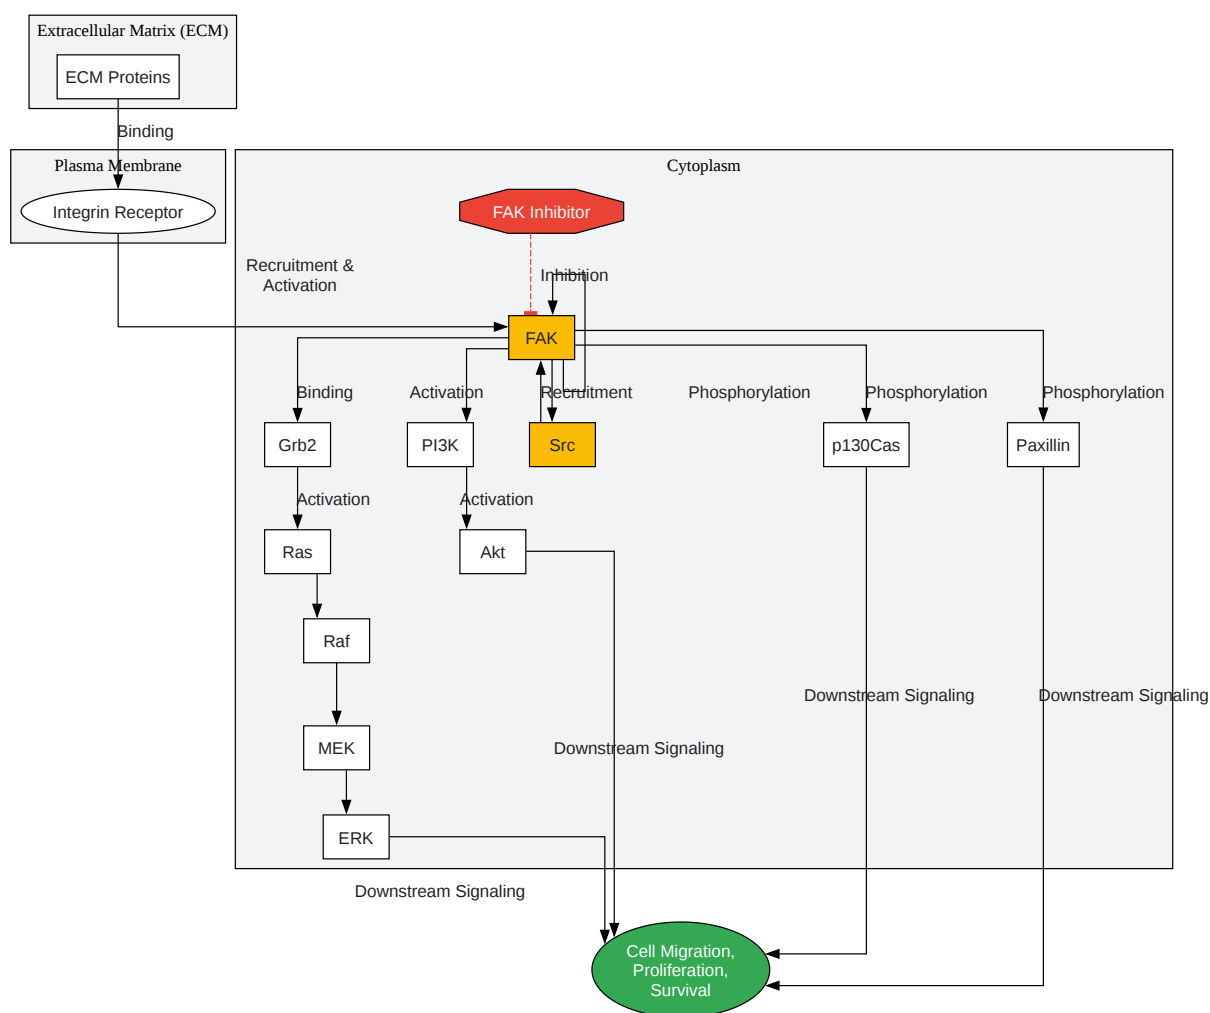 Extracellular Matrix (ECM)
ECM Proteins
Binding
Plasma Membrane
Cytoplasm
Integrin Receptor
FAK Inhibitor
Recruitment &
Activation
Inhibition
FAK
Binding
Activation
Recruitment
Phosphorylation
Phosphorylation
Phosphorylation
Grb2
PI3K
Src
p130Cas
Paxillin
Activation
Activation
Ras
Akt
Raf
Downstream Signaling
Downstream Signaling
MEK
Downstream Signaling
ERK
Downstream Signaling
Cell Migration,
Proliferation,
Survival